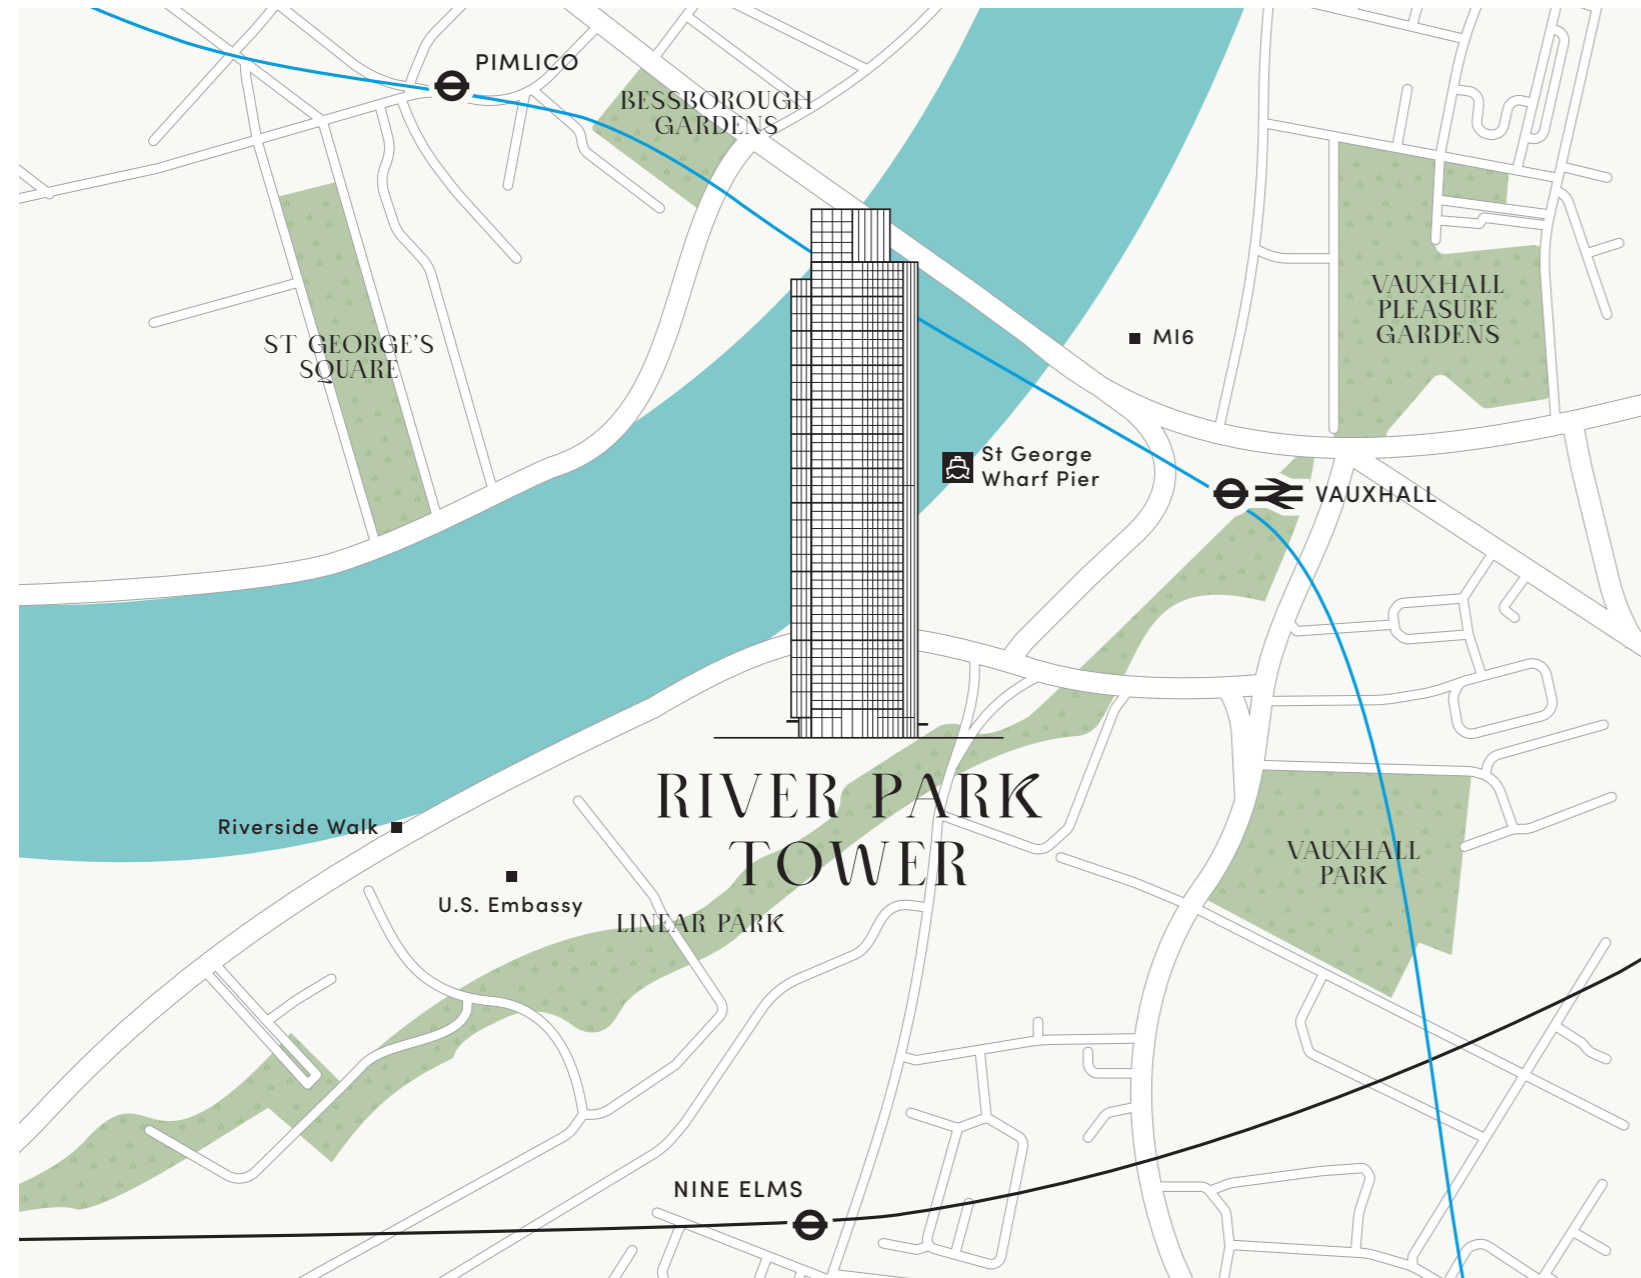 PIMLICO
BESSBOROUGH
GARDENS
ST GEORGE'S
SQUARE
VAUXHALL
PLEASURE
GARDENS
MI6
St George
Wharf Pier
VAUXHALL
RIVER PARK
TOWER
Riverside Walk
U.S. Embassy
LINEAR PARK
VAUXHALL
PARK
NINE ELMS